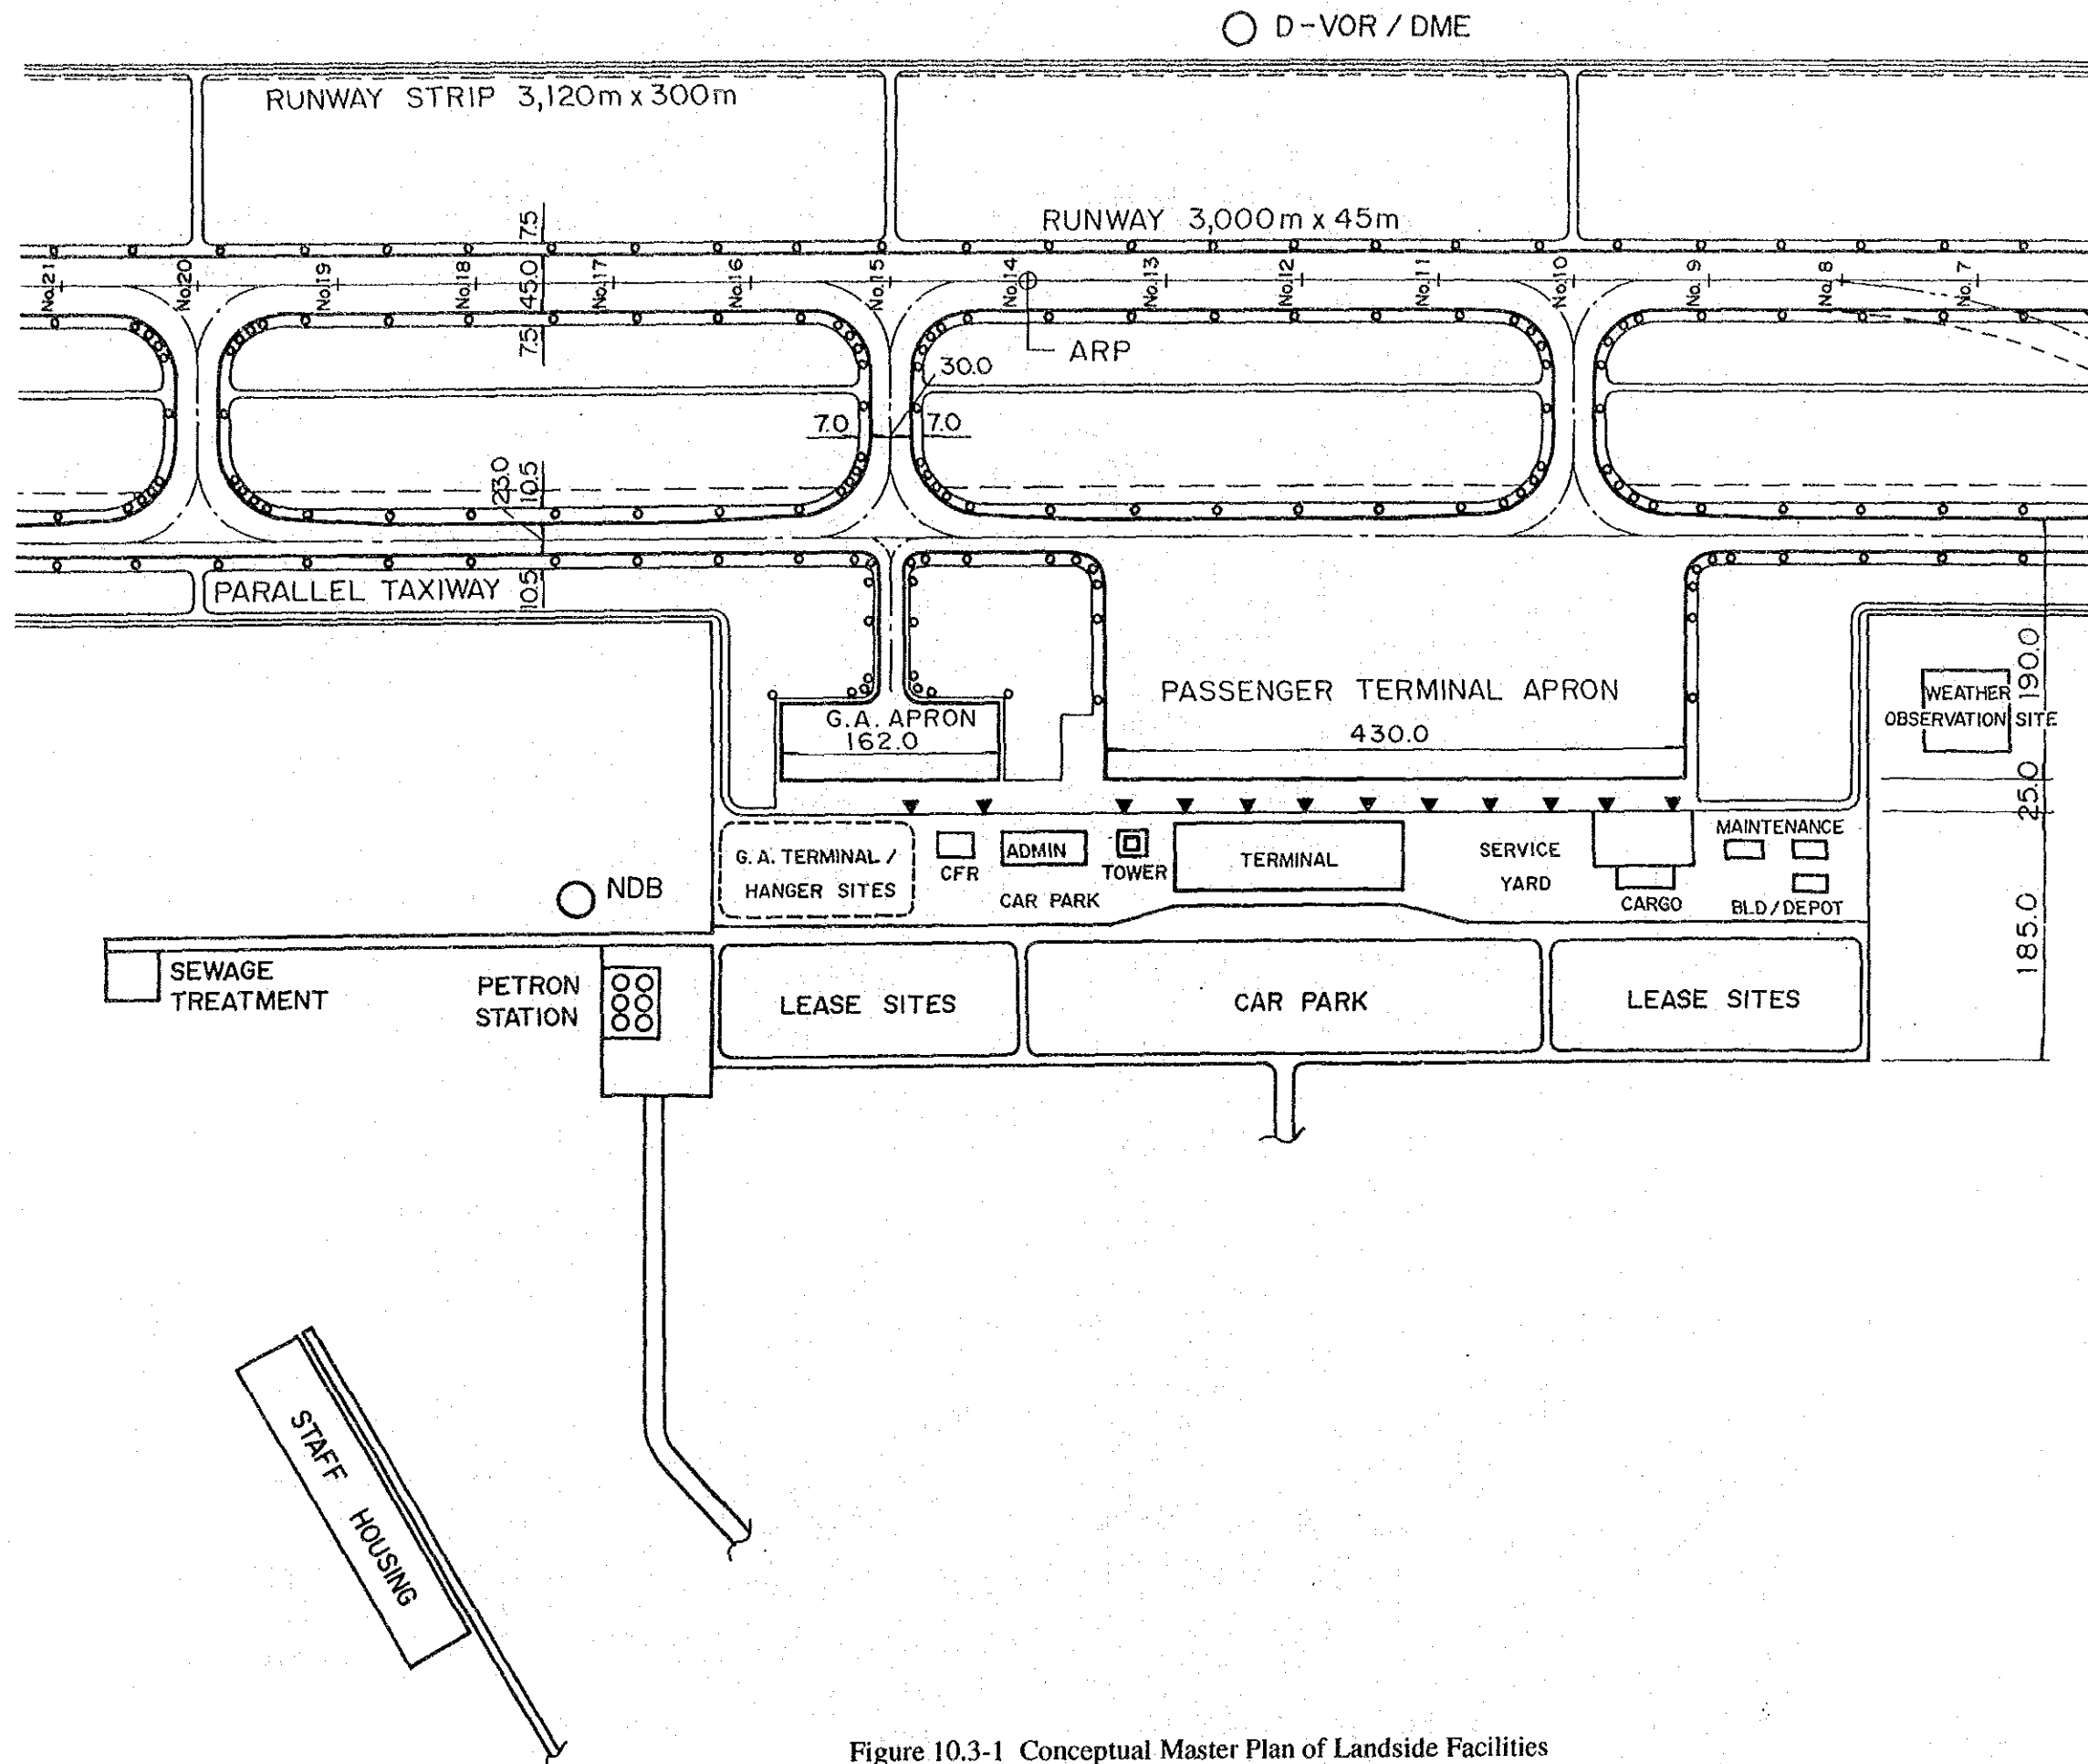 D-VOR / DME
RUNWAY STRIP 3,120m x 300m
RUNWAY 3,000m x 45m
7.5
45.0
7.5
No.21
No.20
No.19
No.18
No.17
No.16
No.15
No.14
No.13
No.12
No.11
No.10
No.9
No.8
No.7
ARP
30.0
7.0
7.0
23.0
10.5
10.5
PARALLEL TAXIWAY
G.A. APRON
162.0
PASSENGER TERMINAL APRON
430.0
WEATHER
OBSERVATION SITE
190.0
25.0
185.0
G.A. TERMINAL /
HANGER SITES
CFR
ADMIN
TOWER
CAR PARK
TERMINAL
SERVICE
YARD
CARGO
MAINTENANCE
BLD/DEPOT
NDB
SEWAGE
TREATMENT
PETRON
STATION
LEASE SITES
CAR PARK
LEASE SITES
STAFF HOUSING
Figure 10.3-1 Conceptual Master Plan of Landside Facilities